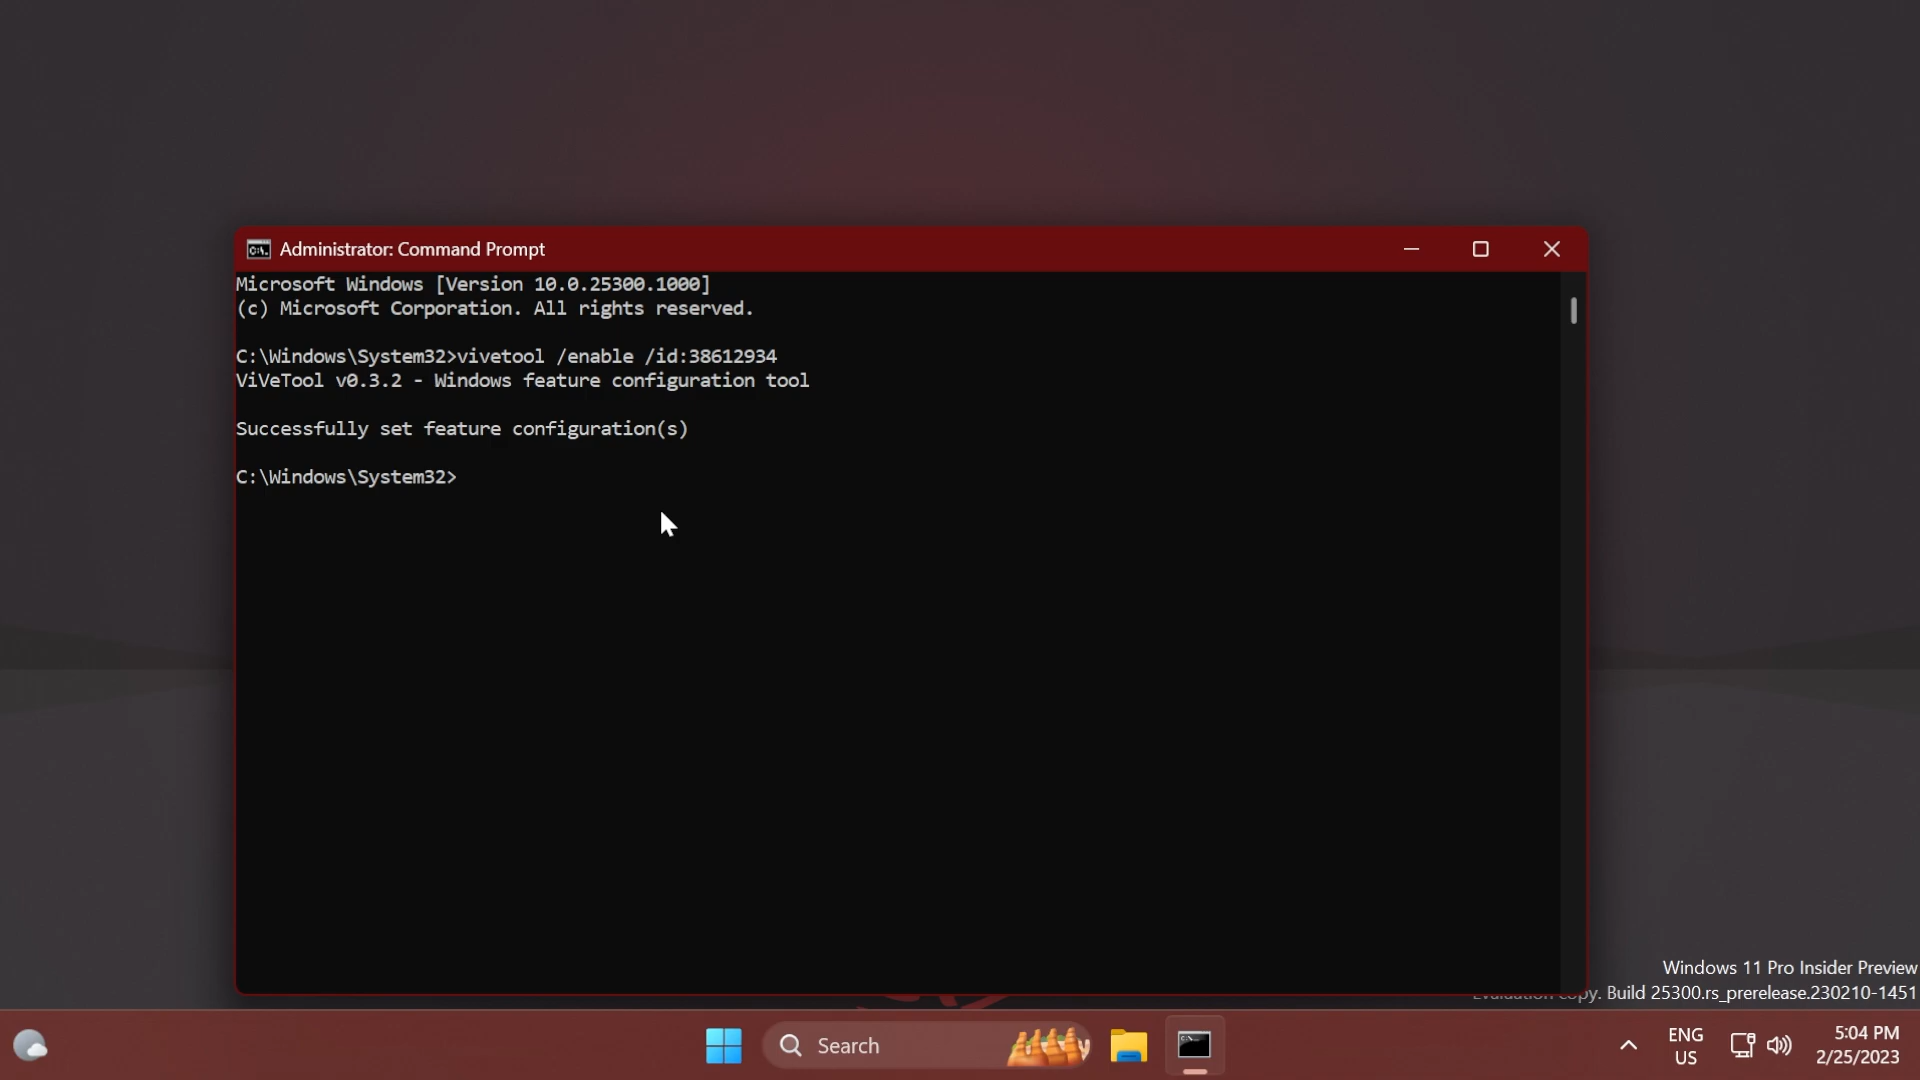 Administrator: Command Prompt
Microsoft Windows [Version 10.0.25300.1000]
(c) Microsoft Corporation. All rights reserved.
C:\Windows\System32>vivetool /enable /id:38612934
ViVeTool v0.3.2 - Windows feature configuration tool
Successfully set feature configuration(s)
C:\Windows\System32>
Windows 11 Pro Insider Preview
Build 25300.rs_prerelease.230210-1451
Search
ENG
US
5:04 PM
2/25/2023